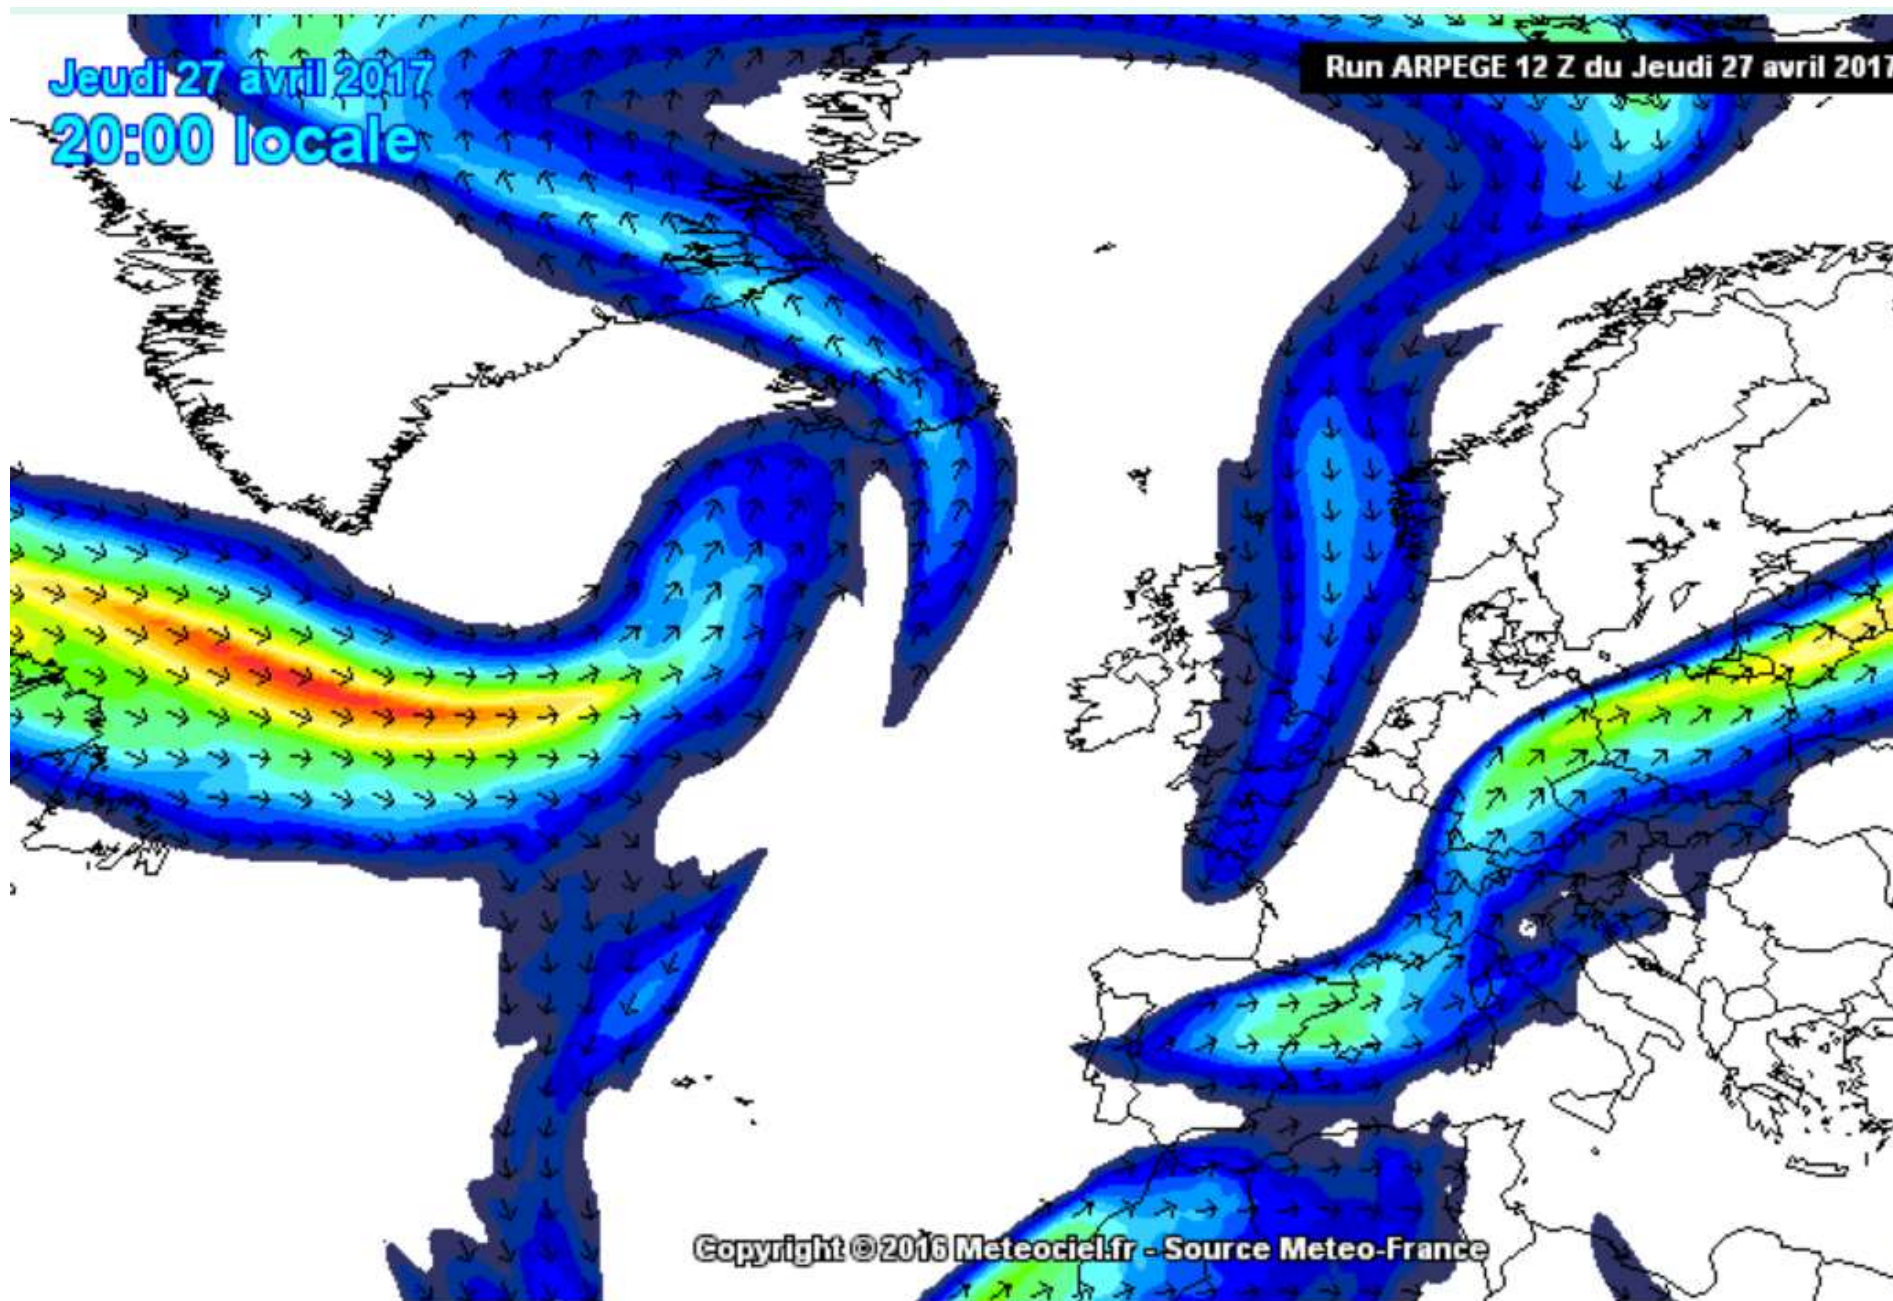 Jeudi 27 avril 2017
20:00 locale
Run ARPEGE 12 Z du Jeudi 27 avril 2017
Copyright © 2016 Meteociel.fr - Source Meteo-France